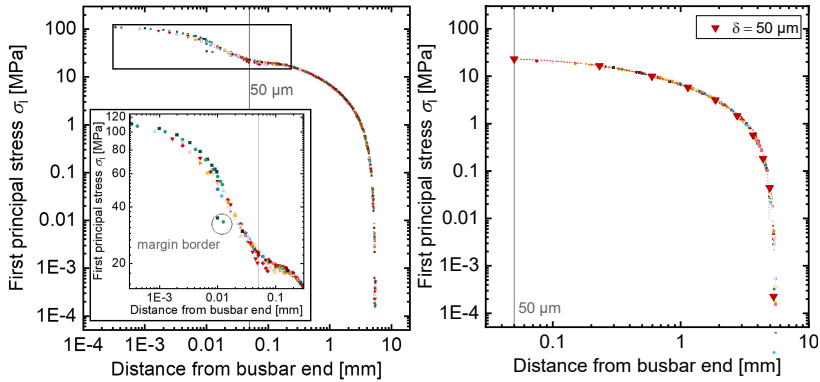 100
10
1
0.1
0.01
1E-3
1E-4
First principal stress σI [MPa]
1E-4
1E-3
0.01
0.1
1
10
Distance from busbar end [mm]
50 µm
120
100
80
60
40
20
First principal stress σI [MPa]
margin border
1E-3
0.01
0.1
Distance from busbar end [mm]
100
10
1
0.1
0.01
1E-3
1E-4
First principal stress σI [MPa]
δ = 50 µm
50 µm
0.1
1
10
Distance from busbar end [mm]